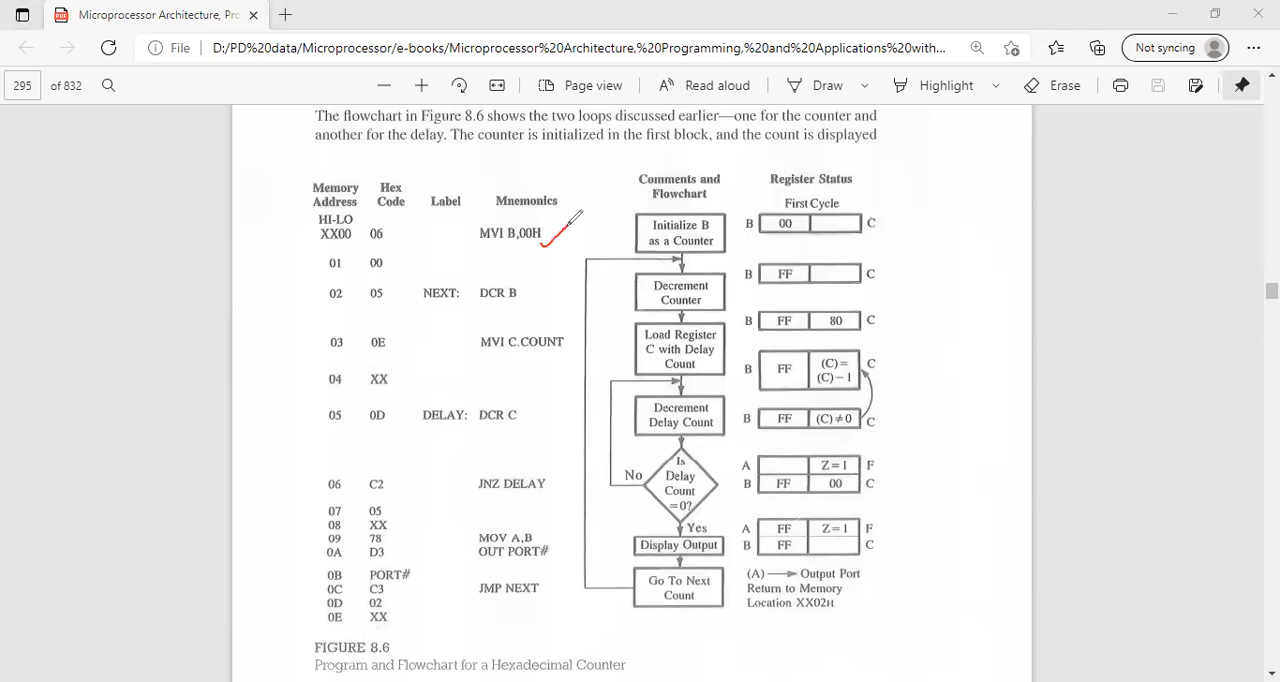 Microprocessor Architecture, Pro
File D:/PD%20data/Microprocessor/e-books/Microprocessor%20Architecture,%20Programming,%20and%20Applications%20with... Not syncing
295 of 832 Page view Read aloud Draw Highlight Erase
The flowchart in Figure 8.6 shows the two loops discussed earlier—one for the counter and
another for the delay. The counter is initialized in the first block, and the count is displayed
Memory Address Hex Code Label Mnemonics Comments and Flowchart Register Status
First Cycle
HI-LO
XX00 06 MVI B,00H Initialize B as a Counter B 00 C
01 00
B FF C
02 05 NEXT: DCR B Decrement Counter
B FF 80 C
03 0E MVI C.COUNT Load Register C with Delay Count
B FF (C)= (C)−1 C
04 XX
05 0D DELAY: DCR C Decrement Delay Count B FF (C)≠0 C
A Z=1 F
06 C2 JNZ DELAY No Is Delay Count =0? B FF 00 C
07 05
08 XX Yes A FF Z=1 F
09 78 MOV A,B
0A D3 OUT PORT# Display Output B FF C
0B PORT# (A) → Output Port
0C C3 JMP NEXT Go To Next Count Return to Memory
0D 02 Location XX02H
0E XX
FIGURE 8.6
Program and Flowchart for a Hexadecimal Counter